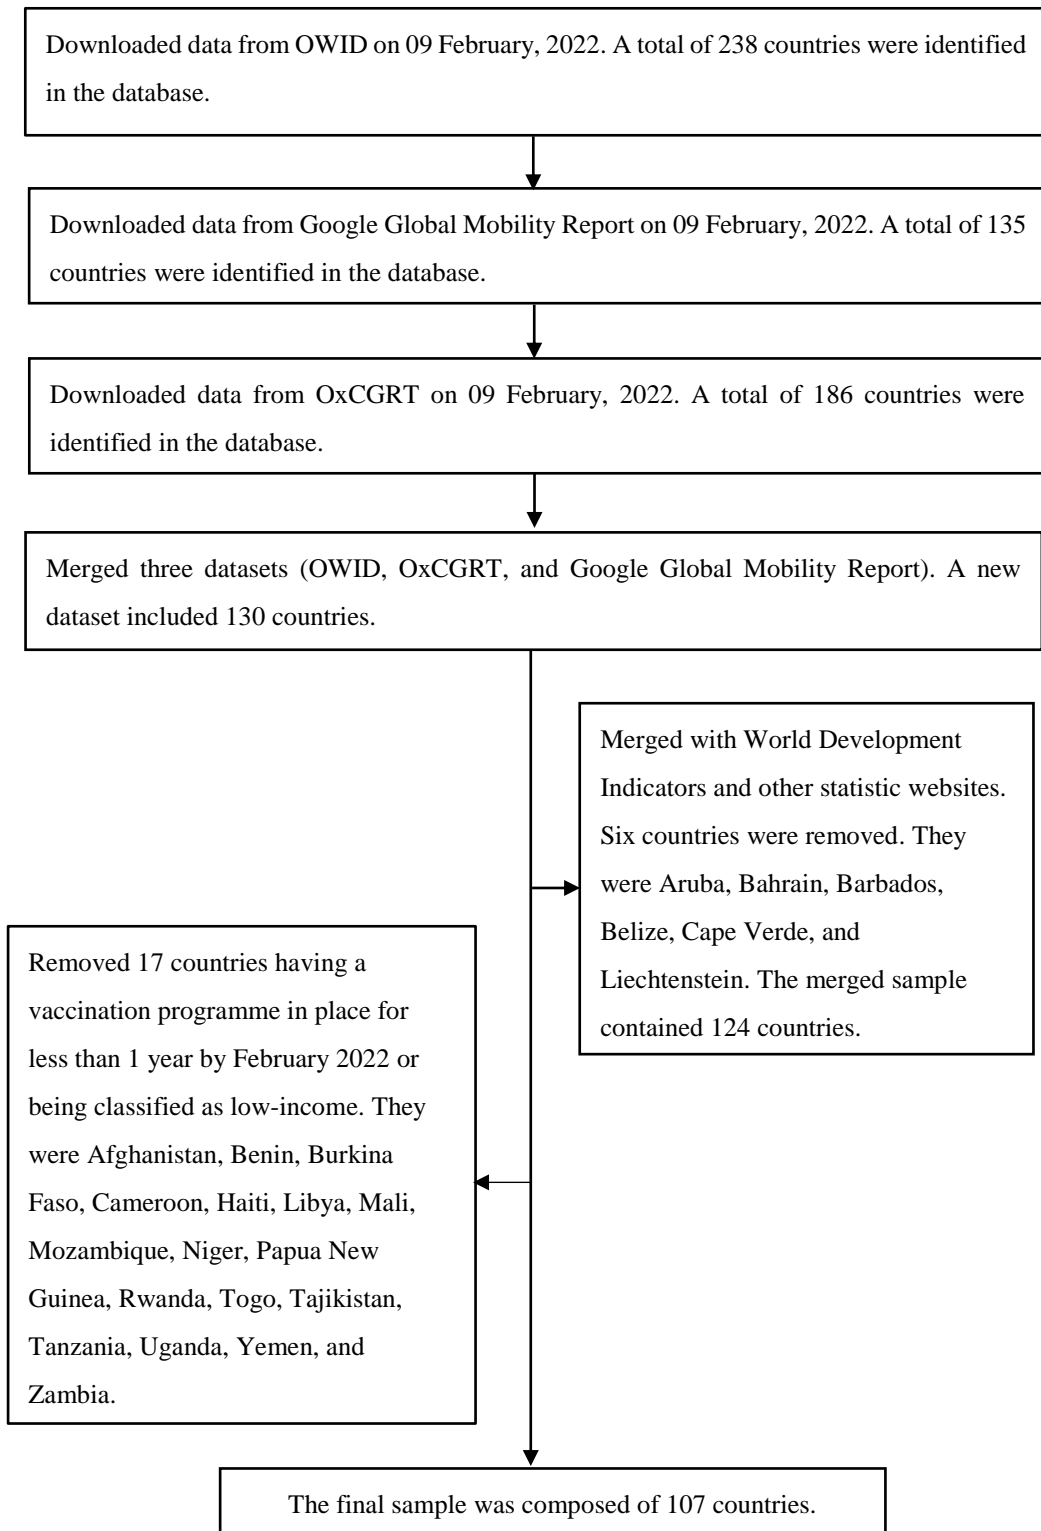 Downloaded data from OWID on 09 February, 2022. A total of 238 countries were identified
in the database.
Downloaded data from Google Global Mobility Report on 09 February, 2022. A total of 135
countries were identified in the database.
Downloaded data from OxCGRT on 09 February, 2022. A total of 186 countries were
identified in the database.
Merged three datasets (OWID, OxCGRT, and Google Global Mobility Report). A new
dataset included 130 countries.
Merged with World Development
Indicators and other statistic websites.
Six countries were removed. They
were Aruba, Bahrain, Barbados,
Belize, Cape Verde, and
Liechtenstein. The merged sample
contained 124 countries.
Removed 17 countries having a
vaccination programme in place for
less than 1 year by February 2022 or
being classified as low-income. They
were Afghanistan, Benin, Burkina
Faso, Cameroon, Haiti, Libya, Mali,
Mozambique, Niger, Papua New
Guinea, Rwanda, Togo, Tajikistan,
Tanzania, Uganda, Yemen, and
Zambia.
The final sample was composed of 107 countries.